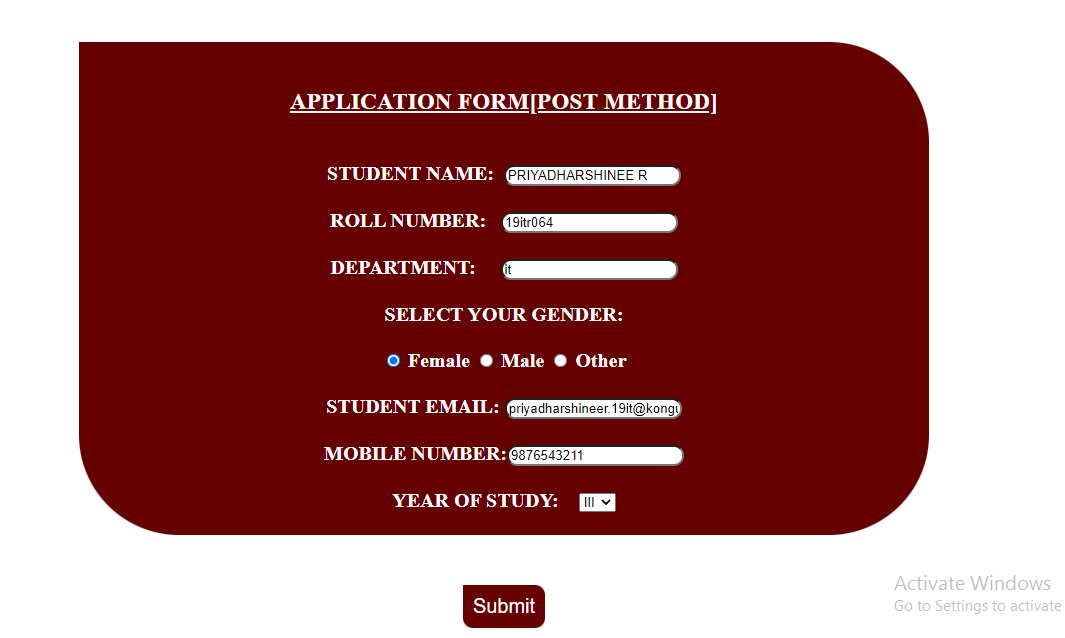 APPLICATION FORM[POST METHOD]
STUDENT NAME: PRIYADHARSHINEE R
ROLL NUMBER: 19itr064
DEPARTMENT: it
SELECT YOUR GENDER:
Female Male Other
STUDENT EMAIL: priyadharshineer.19it@kongu
MOBILE NUMBER: 9876543211
YEAR OF STUDY: III
Submit
Activate Windows
Go to Settings to activate